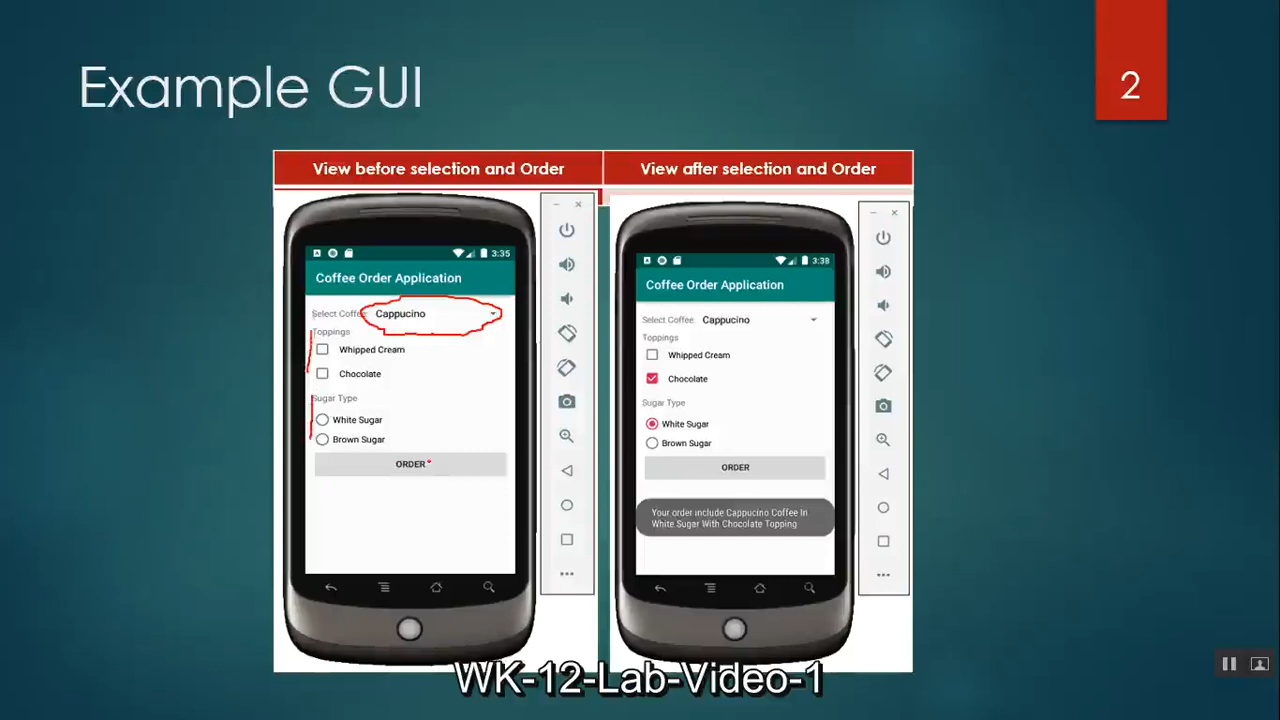 Example GUI
2
View before selection and Order
View after selection and Order
3:35
Coffee Order Application
Select Coffee: Cappucino
Toppings
Whipped Cream
Chocolate
Sugar Type
White Sugar
Brown Sugar
ORDER
3:38
Coffee Order Application
Select Coffee: Cappucino
Toppings
Whipped Cream
Chocolate
Sugar Type
White Sugar
Brown Sugar
ORDER
Your order include Cappucino Coffee In
White Sugar With Chocolate Topping
WK-12-Lab-Video-1